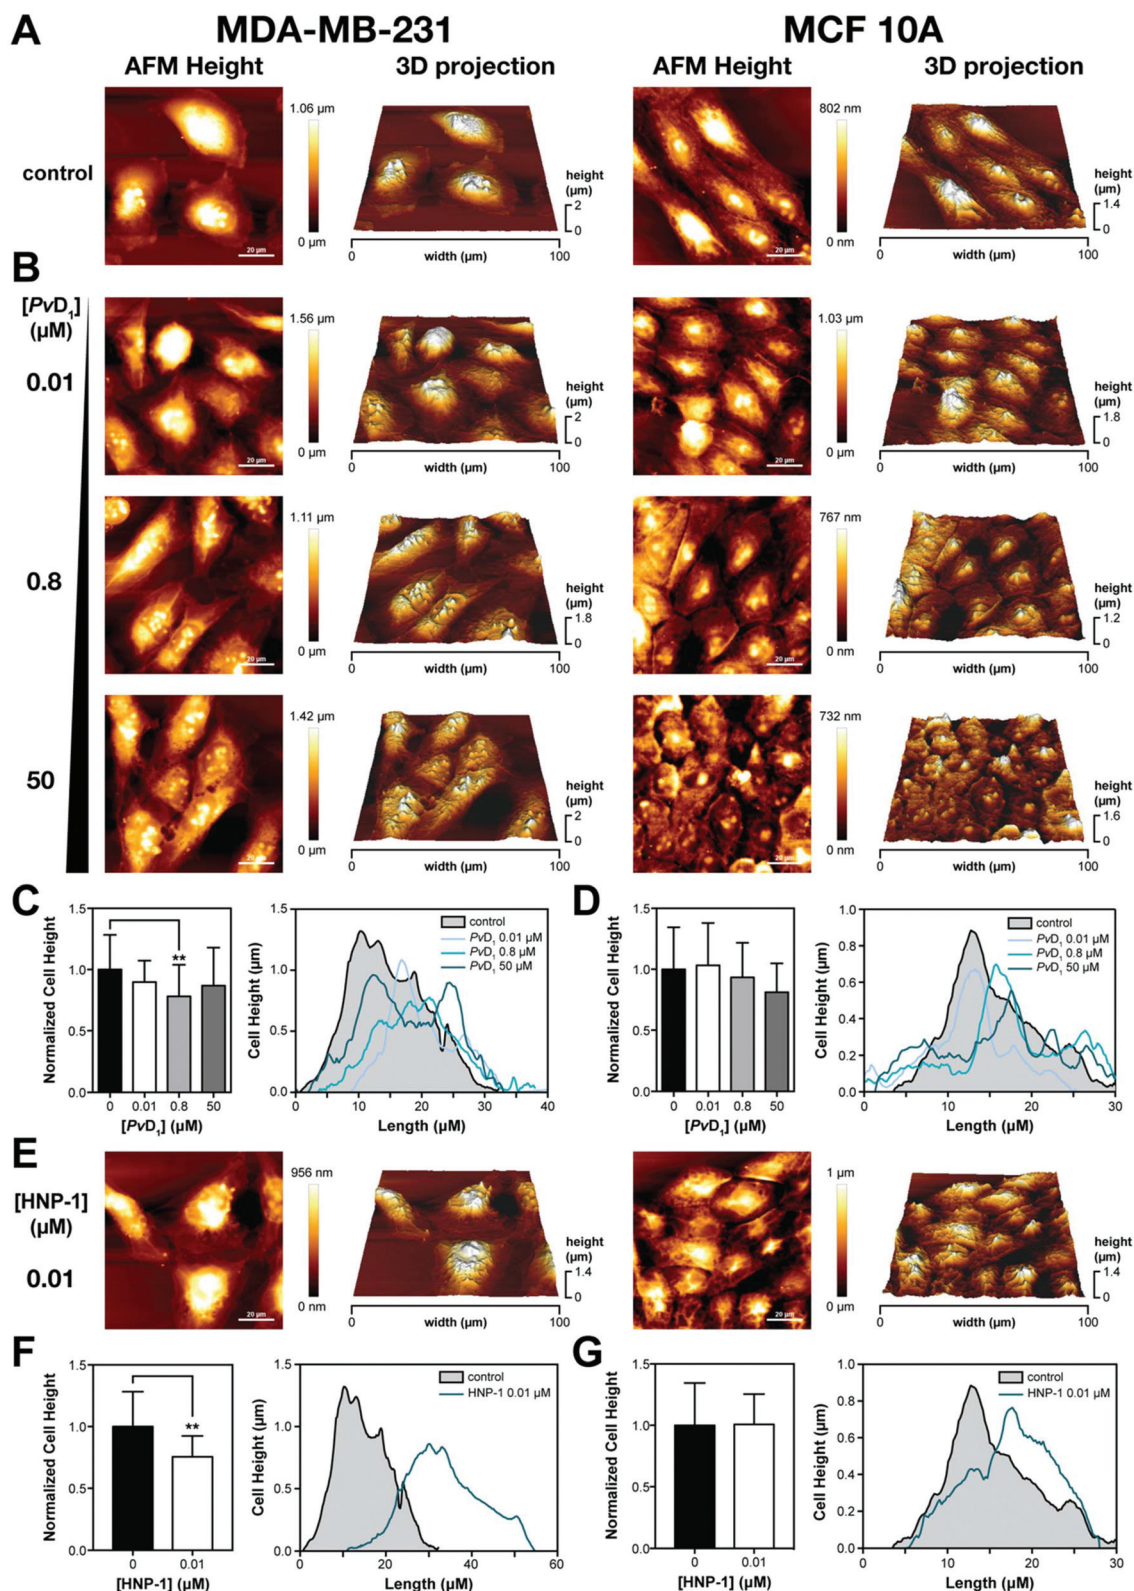 A
MDA-MB-231
MCF 10A
AFM Height
3D projection
AFM Height
3D projection
control
1.06 µm
0 µm
20 µm
height
(µm)
2
0
0
width (µm)
100
802 nm
0 nm
20 µm
height
(µm)
1.4
0
0
width (µm)
100
B
[PvD1]
(µM)
0.01
1.56 µm
0 µm
20 µm
height
(µm)
2
0
0
width (µm)
100
1.03 µm
0 µm
20 µm
height
(µm)
1.8
0
0
width (µm)
100
0.8
1.11 µm
0 µm
20 µm
height
(µm)
1.8
0
0
width (µm)
100
767 nm
0 nm
20 µm
height
(µm)
1.2
0
0
width (µm)
100
50
1.42 µm
0 µm
20 µm
height
(µm)
2
0
0
width (µm)
100
732 nm
0 nm
20 µm
height
(µm)
1.6
0
0
width (µm)
100
C
Normalized Cell Height
1.5
1.0
0.5
0.0
**
0 0.01 0.8 50
[PvD1] (µM)
Cell Height (µm)
1.5
1.0
0.5
0.0
control
PvD1 0.01 µM
PvD1 0.8 µM
PvD1 50 µM
0 10 20 30 40
Length (µM)
D
Normalized Cell Height
1.5
1.0
0.5
0.0
0 0.01 0.8 50
[PvD1] (µM)
Cell Height (µm)
1.0
0.8
0.6
0.4
0.2
0.0
control
PvD1 0.01 µM
PvD1 0.8 µM
PvD1 50 µM
0 10 20 30
Length (µM)
E
[HNP-1]
(µM)
0.01
956 nm
0 nm
20 µm
height
(µm)
1.4
0
0
width (µm)
100
1 µm
0 µm
20 µm
height
(µm)
1.4
0
0
width (µm)
100
F
Normalized Cell Height
1.5
1.0
0.5
0.0
**
0 0.01
[HNP-1] (µM)
Cell Height (µm)
1.5
1.0
0.5
0.0
control
HNP-1 0.01 µM
0 20 40 60
Length (µM)
G
Normalized Cell Height
1.5
1.0
0.5
0.0
0 0.01
[HNP-1] (µM)
Cell Height (µm)
1.0
0.8
0.6
0.4
0.2
0.0
control
HNP-1 0.01 µM
0 10 20 30
Length (µM)